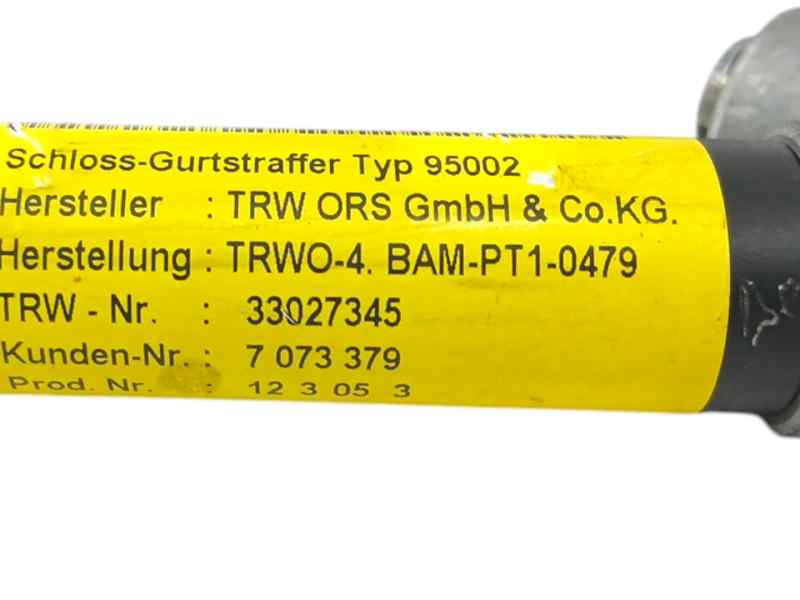 Schloss-Gurtstraffer Typ 95002
Hersteller : TRW ORS GmbH & Co.KG.
Herstellung : TRWO-4. BAM-PT1-0479
TRW - Nr. : 33027345
Kunden-Nr. : 7 073 379
Prod. Nr. : 12 3 05 3